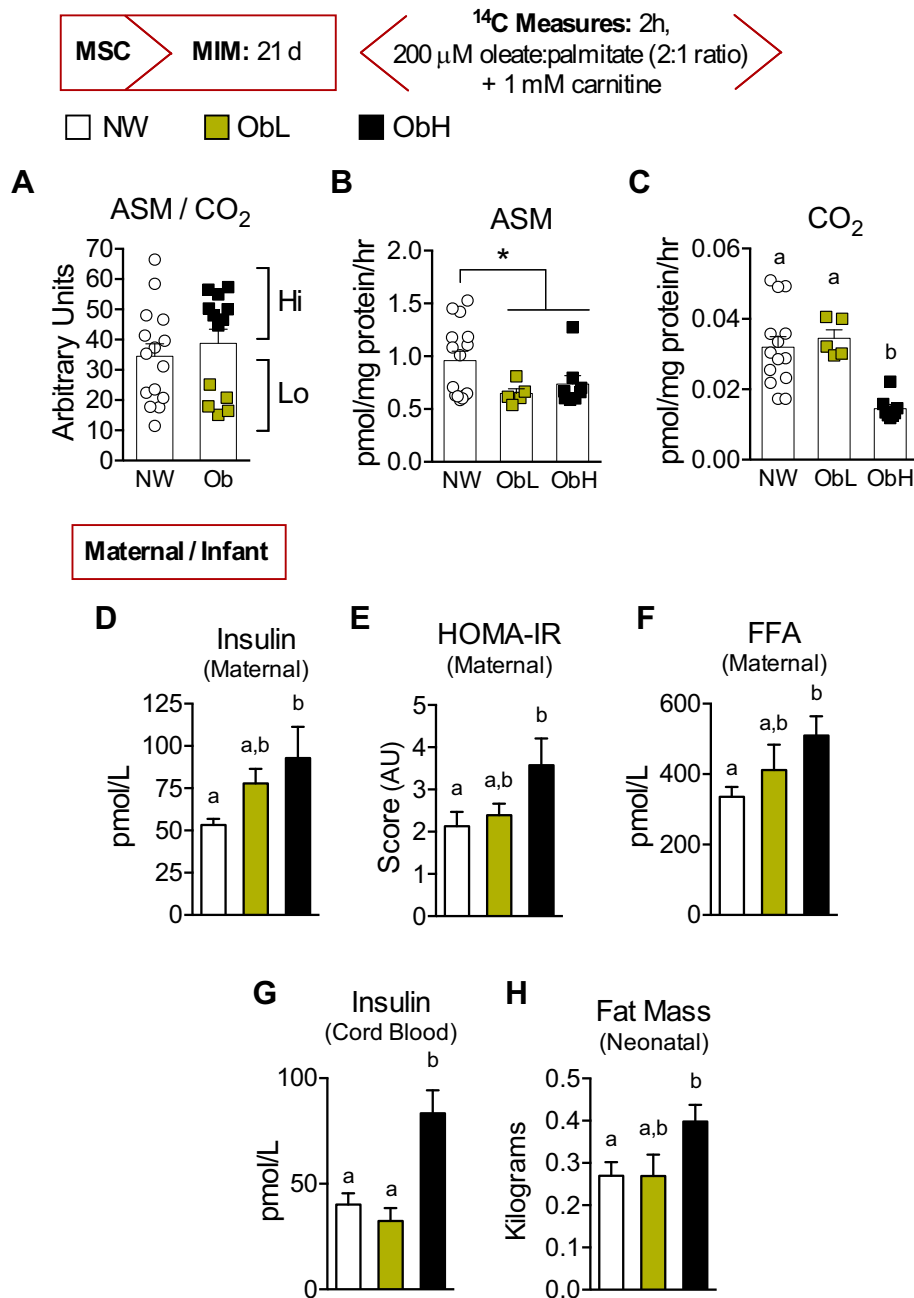 MSC
MIM: 21 d
¹⁴C Measures: 2h,
200 μM oleate:palmitate (2:1 ratio)
+ 1 mM carnitine
NW
ObL
ObH
A
ASM / CO₂
Arbitrary Units
70
60
50
40
30
20
10
0
Hi
Lo
NW
Ob
B
ASM
pmol/mg protein/hr
2.0
1.5
1.0
0.5
0.0
*
NW
ObL
ObH
C
CO₂
pmol/mg protein/hr
0.06
0.04
0.02
0.00
a
a
b
NW
ObL
ObH
Maternal / Infant
D
Insulin
(Maternal)
pmol/L
125
100
75
50
25
0
a
a,b
b
E
HOMA-IR
(Maternal)
Score (AU)
5
4
3
2
1
0
a
a,b
b
F
FFA
(Maternal)
pmol/L
600
400
200
0
a
a,b
b
G
Insulin
(Cord Blood)
pmol/L
100
50
0
a
a
b
H
Fat Mass
(Neonatal)
Kilograms
0.5
0.4
0.3
0.2
0.1
0.0
a
a,b
b